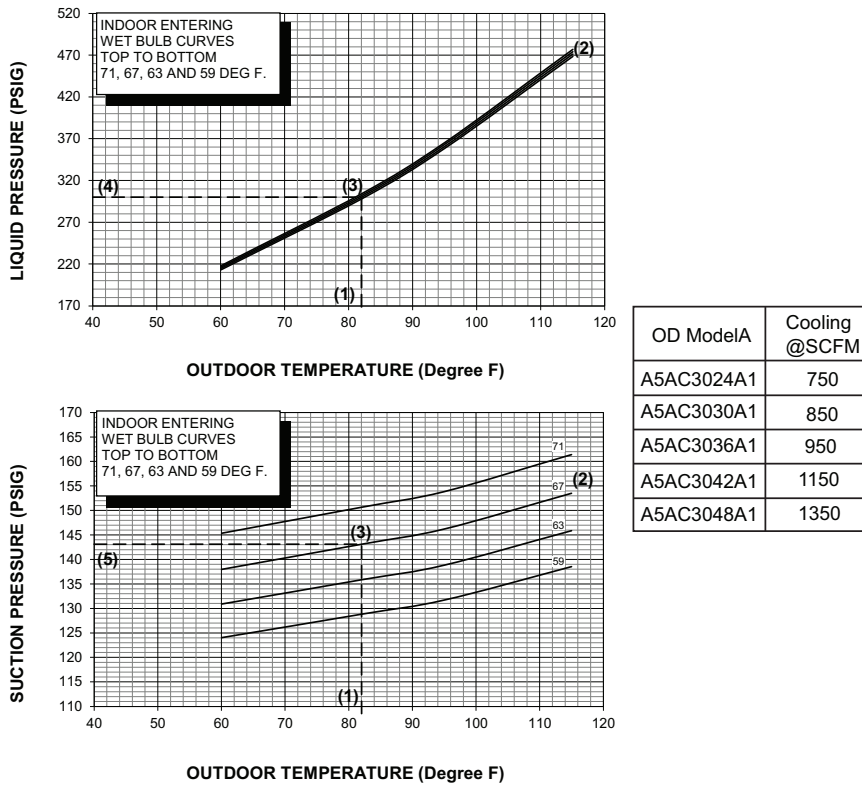 LIQUID PRESSURE (PSIG)
520
470
420
370
320
270
220
170
INDOOR ENTERING
WET BULB CURVES
TOP TO BOTTOM
71, 67, 63 AND 59 DEG F.
(2)
(3)
(4)
(1)
40 50 60 70 80 90 100 110 120
OUTDOOR TEMPERATURE (Degree F)
SUCTION PRESSURE (PSIG)
170
165
160
155
150
145
140
135
130
125
120
115
110
INDOOR ENTERING
WET BULB CURVES
TOP TO BOTTOM
71, 67, 63 AND 59 DEG F.
71
(2)
67
(3)
63
(5)
59
(1)
40 50 60 70 80 90 100 110 120
OUTDOOR TEMPERATURE (Degree F)
OD ModelA Cooling
@SCFM
A5AC3024A1 750
A5AC3030A1 850
A5AC3036A1 950
A5AC3042A1 1150
A5AC3048A1 1350